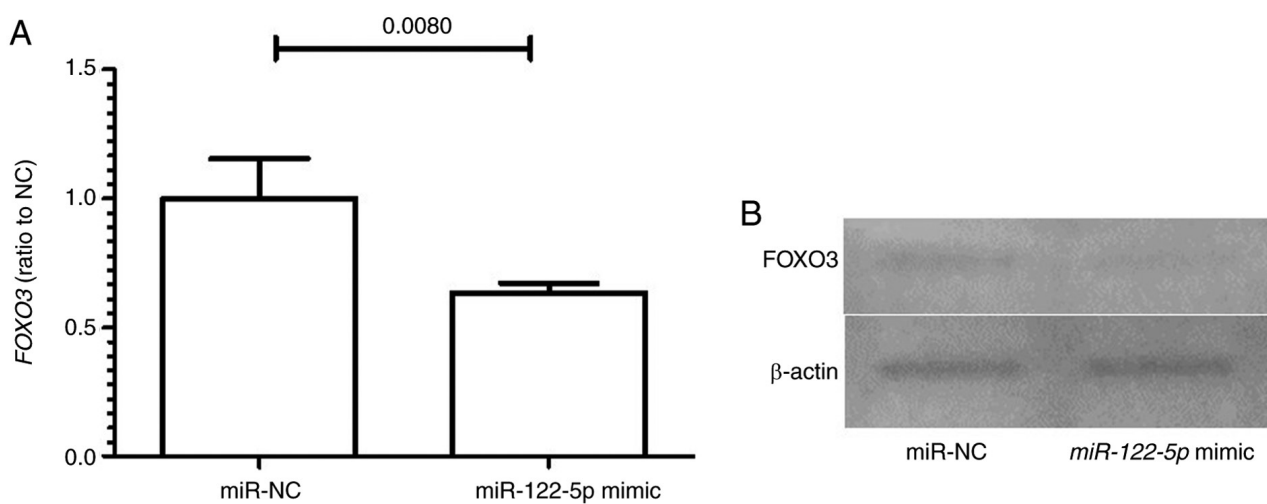 A
0.0080
1.5
1.0
0.5
0.0
FOXO3 (ratio to NC)
miR-NC
miR-122-5p mimic
B
FOXO3
β-actin
miR-NC
miR-122-5p mimic